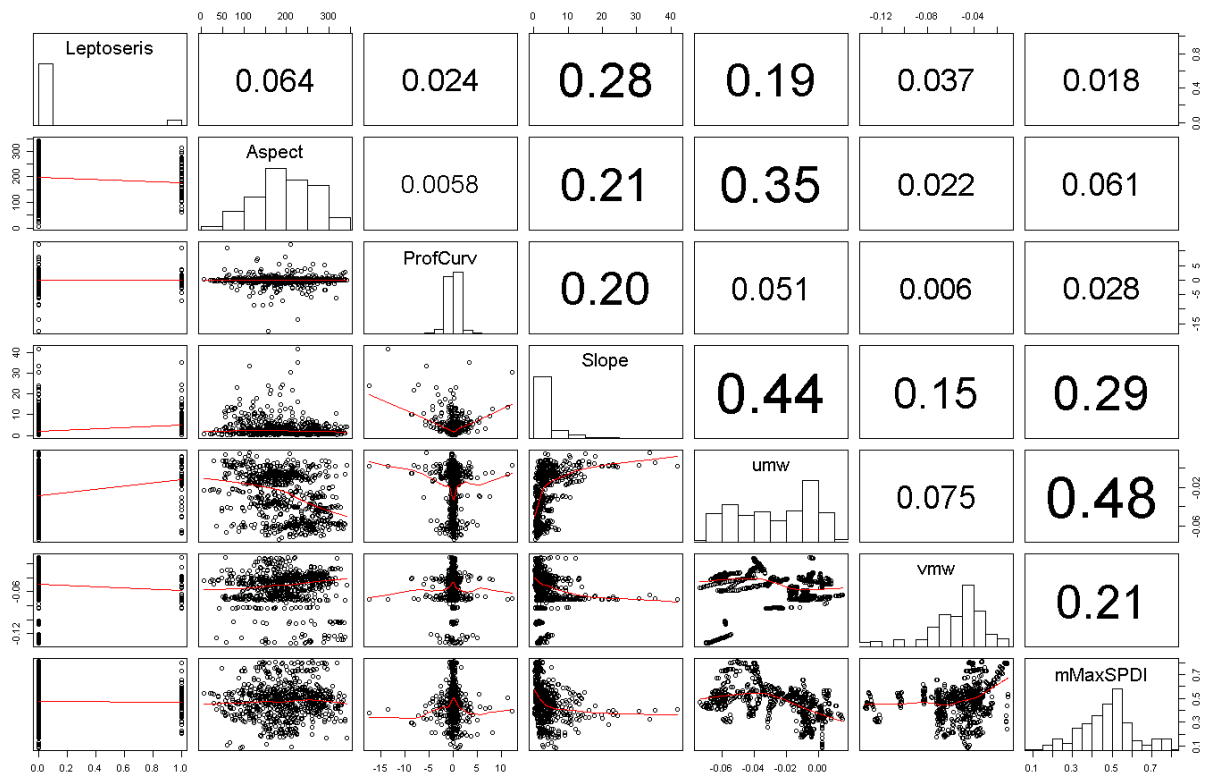 0 50 100 200 300
0 10 20 30 40
-0.12 -0.08 -0.04
Leptoseris 0.064 0.024 0.28 0.19 0.037 0.018
0.0 0.4 0.8
0 100 200 300
Aspect 0.0058 0.21 0.35 0.022 0.061
ProfCurv 0.20 0.051 0.006 0.028
-15 -5 0 5
0 10 20 30 40
Slope 0.44 0.15 0.29
umw 0.075 0.48
-0.06 -0.02
-0.12 -0.06
vmw 0.21
mMaxSPDI
0.1 0.3 0.5 0.7
0.0 0.2 0.4 0.6 0.8 1.0
-15 -5 0 5 10
-0.06 -0.04 -0.02 0.00
0.1 0.3 0.5 0.7